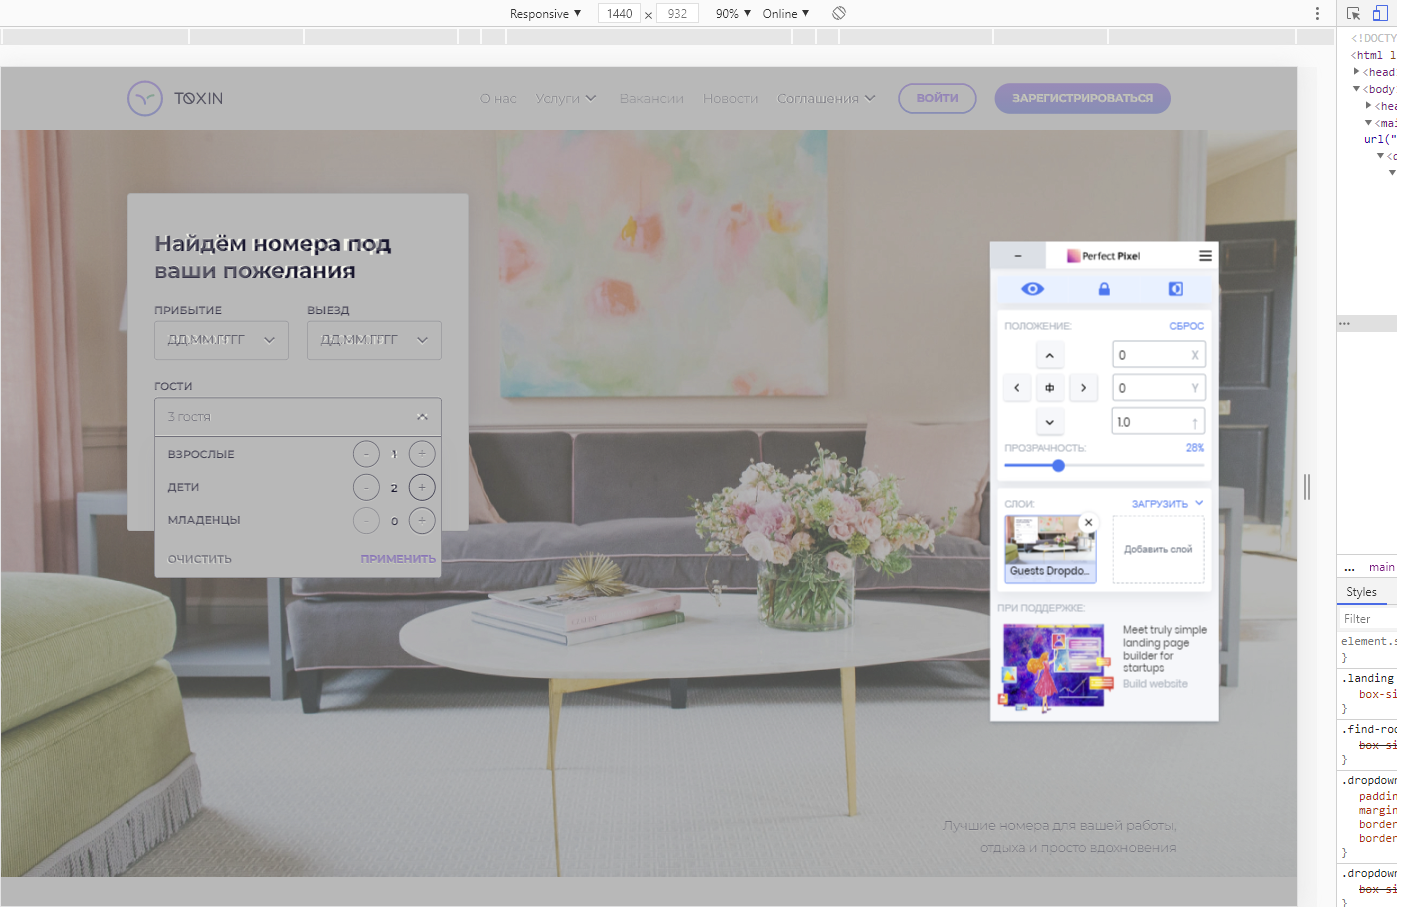 Responsive ▼ 1440 × 932 90% ▼ Online ▼
TOXIN
О нас Услуги Вакансии Новости Соглашения ВОЙТИ ЗАРЕГИСТРИРОВАТЬСЯ
Найдём номера под
ваши пожелания
ПРИБЫТИЕ ВЫЕЗД
ДД.ММ.ГГГГ ДД.ММ.ГГГГ
ГОСТИ
3 гостя
ВЗРОСЛЫЕ - 1 +
ДЕТИ - 2 +
МЛАДЕНЦЫ - 0 +
ОЧИСТИТЬ ПРИМЕНИТЬ
Лучшие номера для вашей работы,
отдыха и просто вдохновения
Perfect Pixel
ПОЛОЖЕНИЕ: СБРОС
0 X
0 Y
1.0 ↑
ПРОЗРАЧНОСТЬ: 28%
СЛОИ: ЗАГРУЗИТЬ
Guests Dropdo...
Добавить слой
ПРИ ПОДДЕРЖКЕ:
Meet truly simple
landing page
builder for
startups
Build website
<!DOCTY
<html l
<head
<body
<hea
<mai
url("
<d
...
... main
Styles
Filter
element.s
}
.landing
box-si
}
.find-roo
box-si
}
.dropdown
paddin
margin
border
border
}
.dropdown
box-si
}